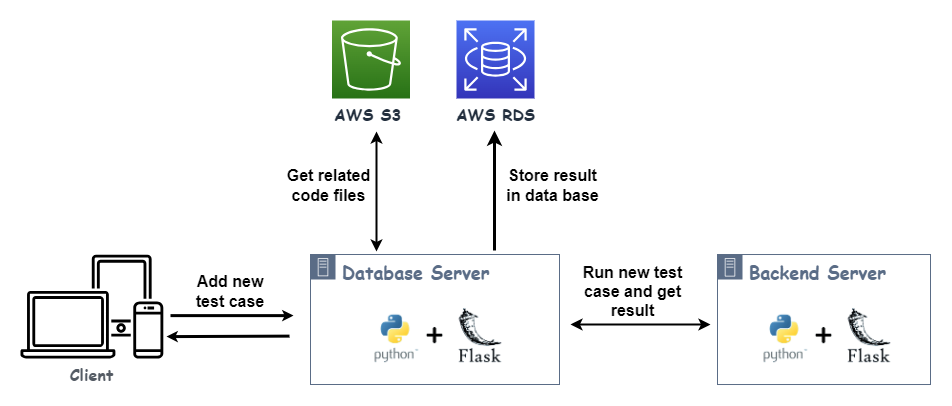 AWS S3
AWS RDS
Get related
code files
Store result
in data base
Add new
test case
Client
Database Server
python
+
Flask
Run new test
case and get
result
Backend Server
python
+
Flask